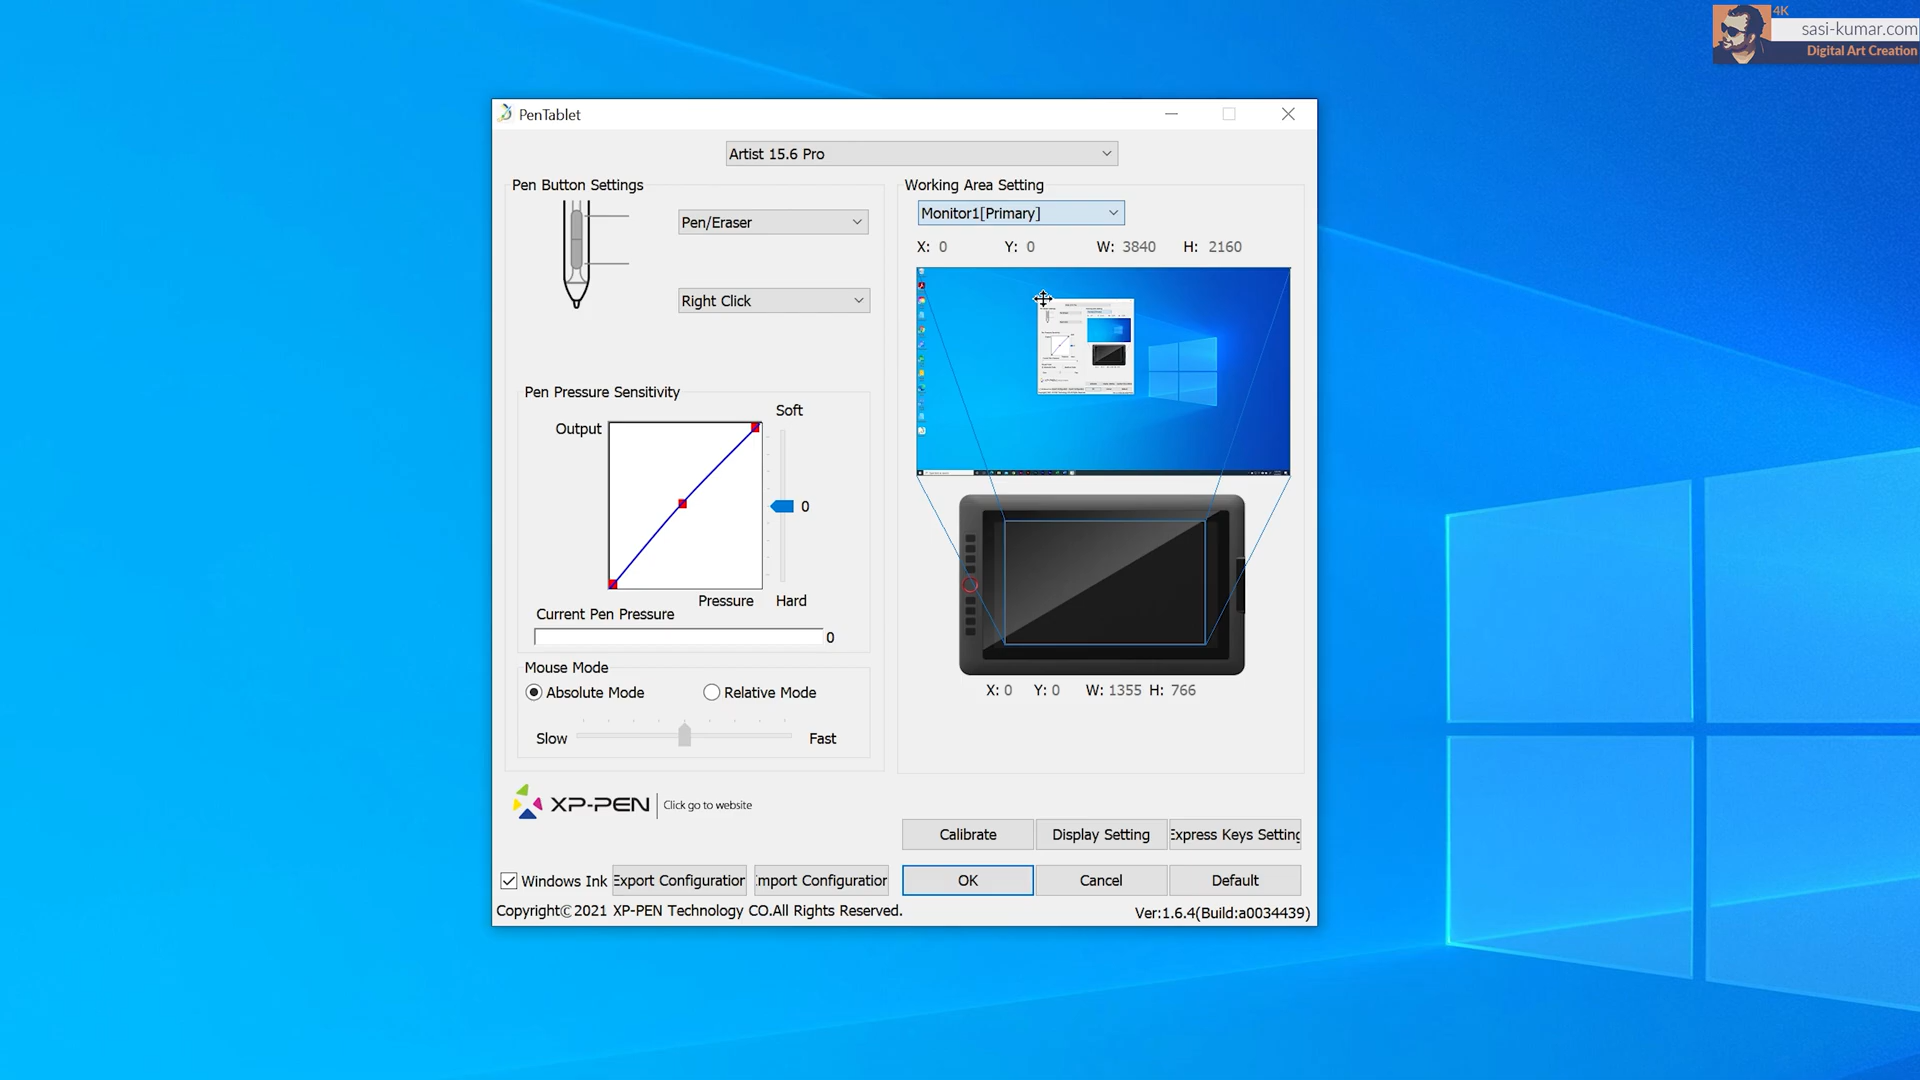 4K
sasi-kumar.com
Digital Art Creation
PenTablet
Artist 15.6 Pro
Pen Button Settings
Pen/Eraser
Right Click
Pen Pressure Sensitivity
Soft
Output
0
Pressure
Hard
Current Pen Pressure
0
Mouse Mode
Absolute Mode
Relative Mode
Slow
Fast
Working Area Setting
Monitor1[Primary]
X: 0 Y: 0 W: 3840 H: 2160
X: 0 Y: 0 W: 1355 H: 766
XP-PEN Click go to website
Calibrate
Display Setting
Express Keys Setting
Windows Ink
Export Configuration
Import Configuration
OK
Cancel
Default
Copyright© 2021 XP-PEN Technology CO.All Rights Reserved.
Ver:1.6.4(Build:a0034439)